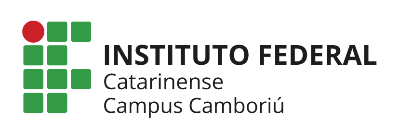 INSTITUTO FEDERAL
Catarinense
Campus Camboriú